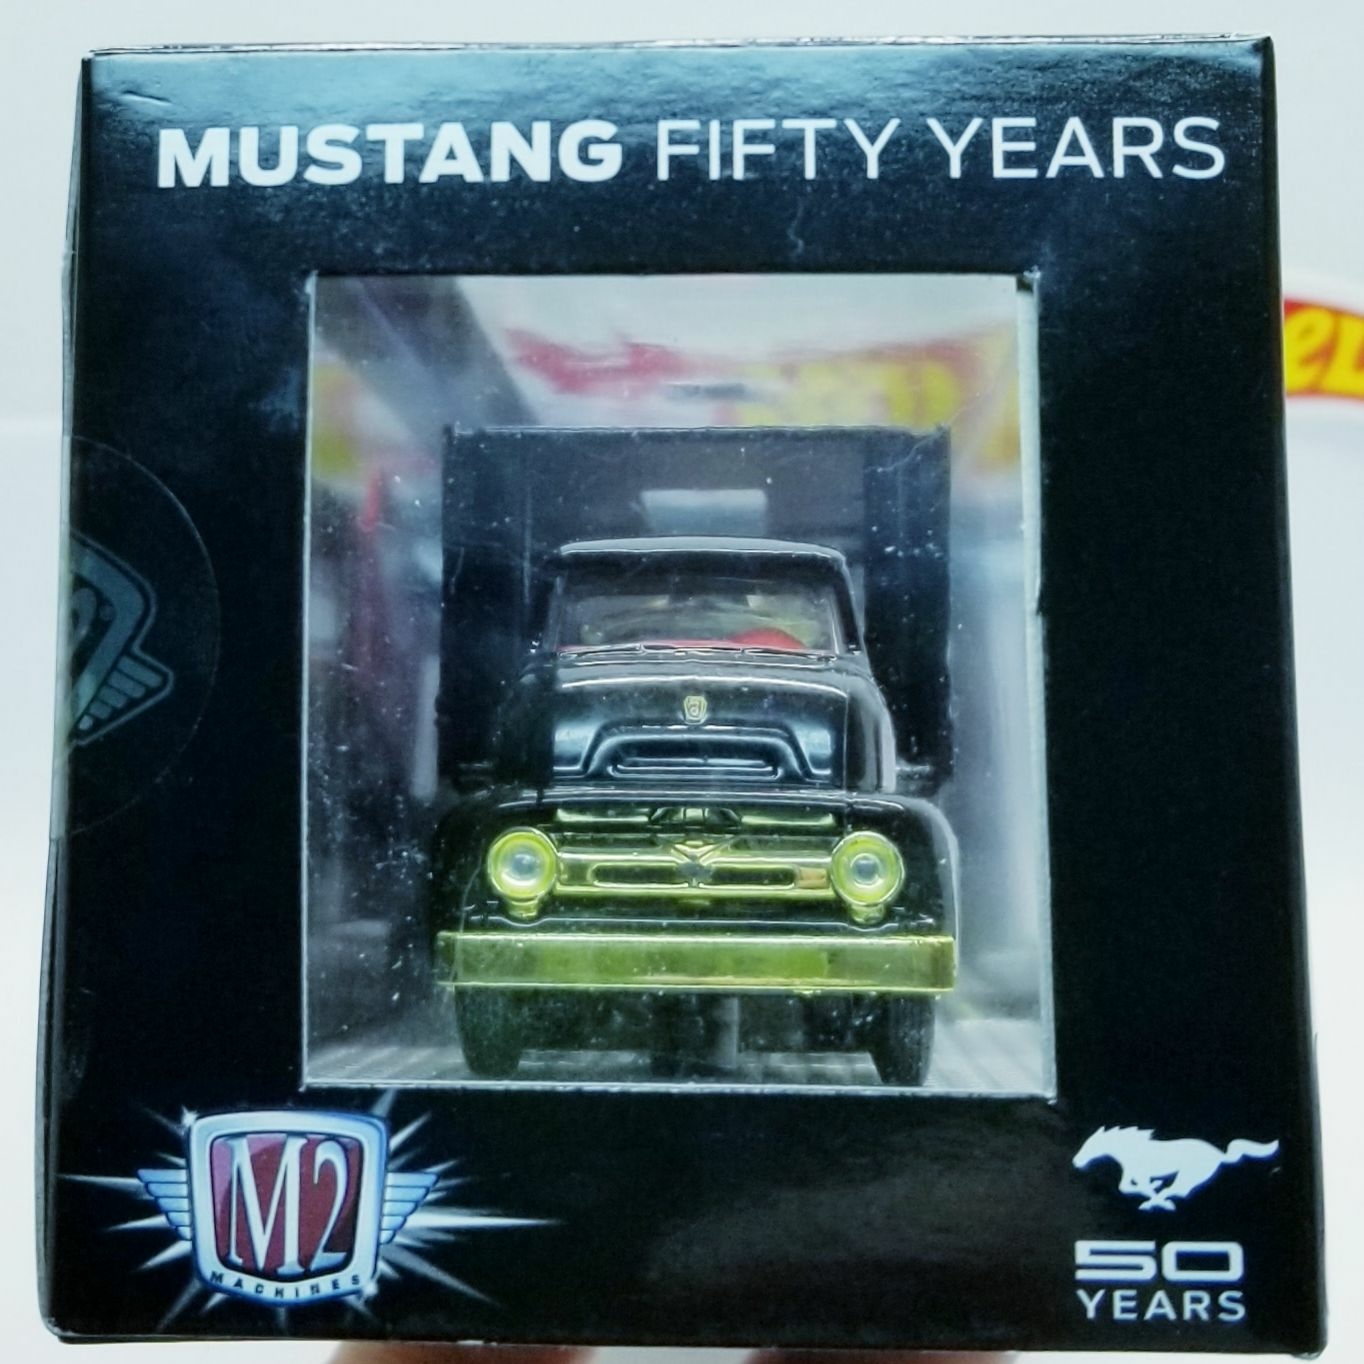 MUSTANG FIFTY YEARS
M2
MACHINES
50
YEARS